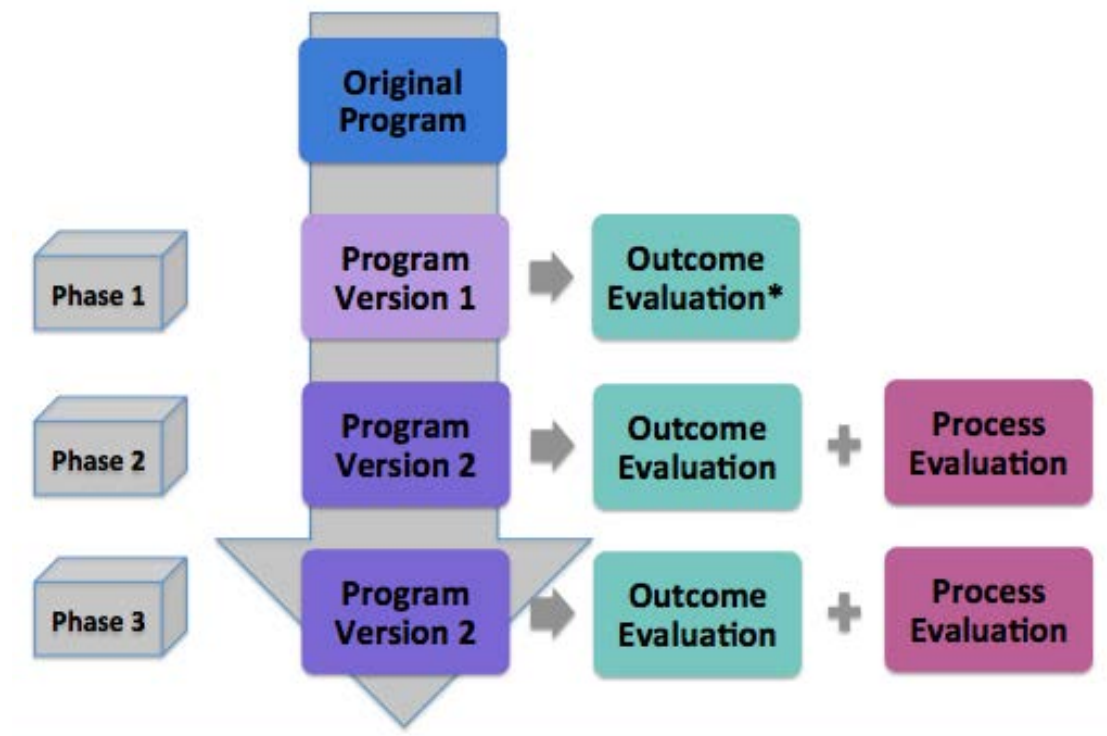 Original
Program
Phase 1
Program
Version 1
Outcome
Evaluation*
Phase 2
Program
Version 2
Outcome
Evaluation
+
Process
Evaluation
Phase 3
Program
Version 2
Outcome
Evaluation
+
Process
Evaluation